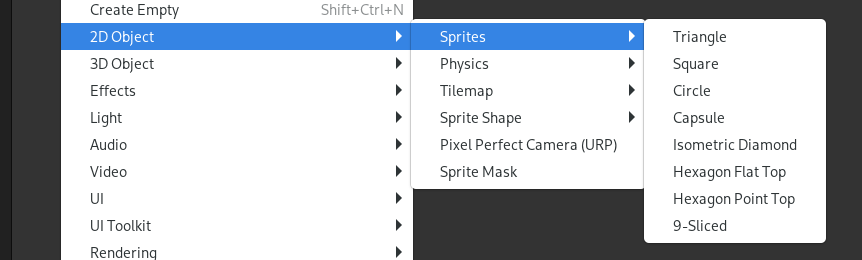 Create Empty Shift+Ctrl+N
2D Object
3D Object
Effects
Light
Audio
Video
UI
UI Toolkit
Rendering
Sprites
Physics
Tilemap
Sprite Shape
Pixel Perfect Camera (URP)
Sprite Mask
Triangle
Square
Circle
Capsule
Isometric Diamond
Hexagon Flat Top
Hexagon Point Top
9-Sliced